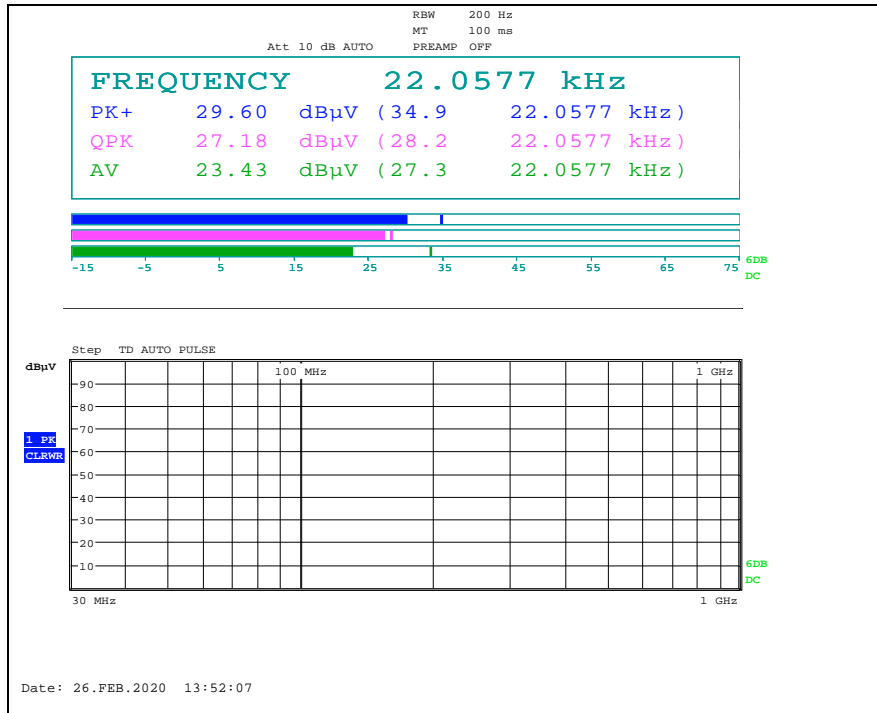 RBW 200 Hz
MT 100 ms
Att 10 dB AUTO PREAMP OFF
FREQUENCY 22.0577 kHz
PK+ 29.60 dBµV (34.9 22.0577 kHz)
QPK 27.18 dBµV (28.2 22.0577 kHz)
AV 23.43 dBµV (27.3 22.0577 kHz)
-15 -5 5 15 25 35 45 55 65 75
6DB
DC
Step TD AUTO PULSE
dBµV
100 MHz 1 GHz
90
80
70
1 PK
CLRWR
60
50
40
30
20
10
6DB
DC
30 MHz 1 GHz
Date: 26.FEB.2020 13:52:07